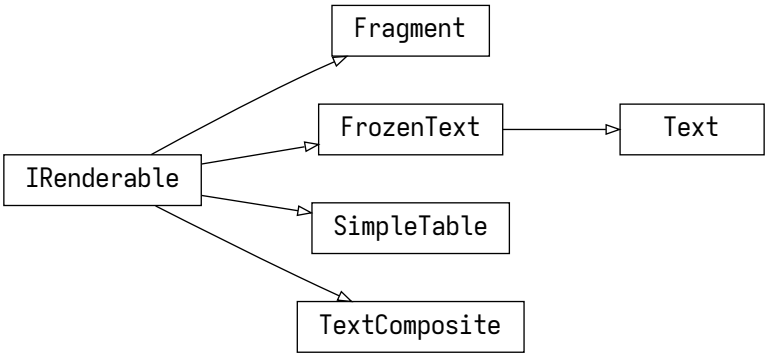 Fragment
FrozenText
Text
IRenderable
SimpleTable
TextComposite